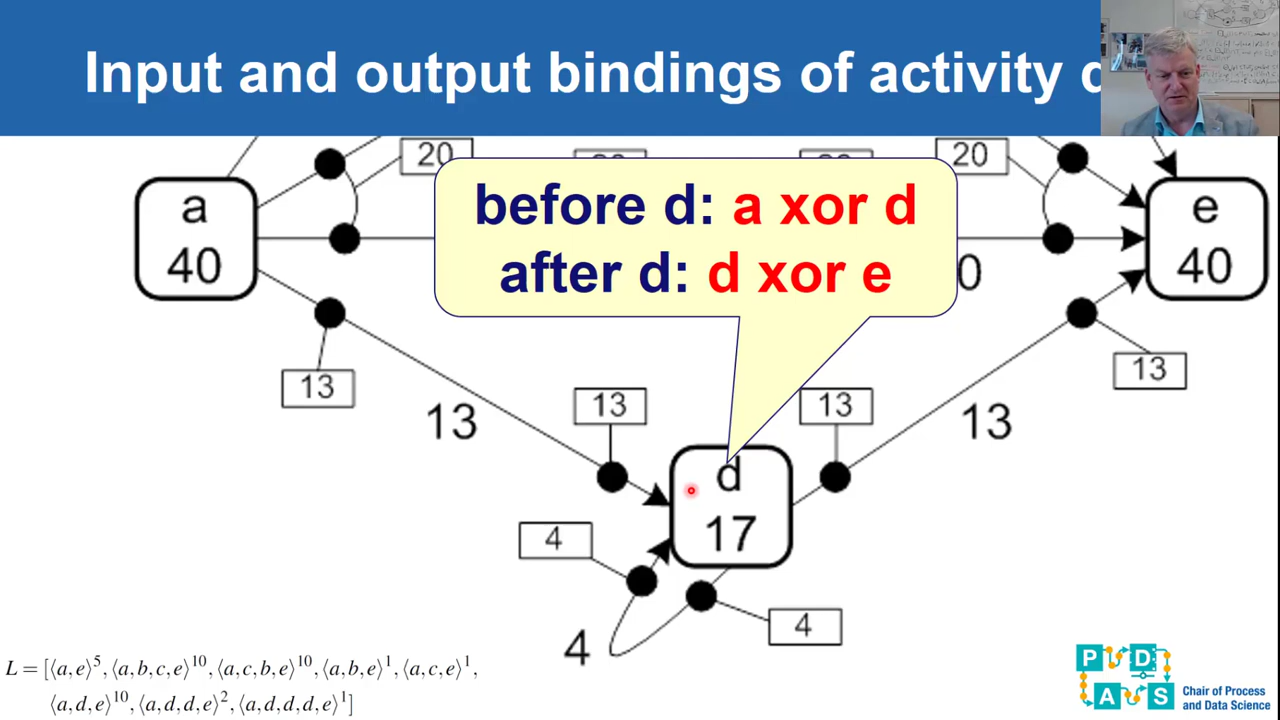 Input and output bindings of activity
20
20
a
40
before d: a xor d
after d: d xor e
e
40
13
13
13
13
13
13
d
17
4
4
4
L = [⟨a,e⟩⁵, ⟨a,b,c,e⟩¹⁰, ⟨a,c,b,e⟩¹⁰, ⟨a,b,e⟩¹, ⟨a,c,e⟩¹,
⟨a,d,e⟩¹⁰, ⟨a,d,d,e⟩², ⟨a,d,d,d,e⟩¹]
P D
A S
Chair of Process
and Data Science